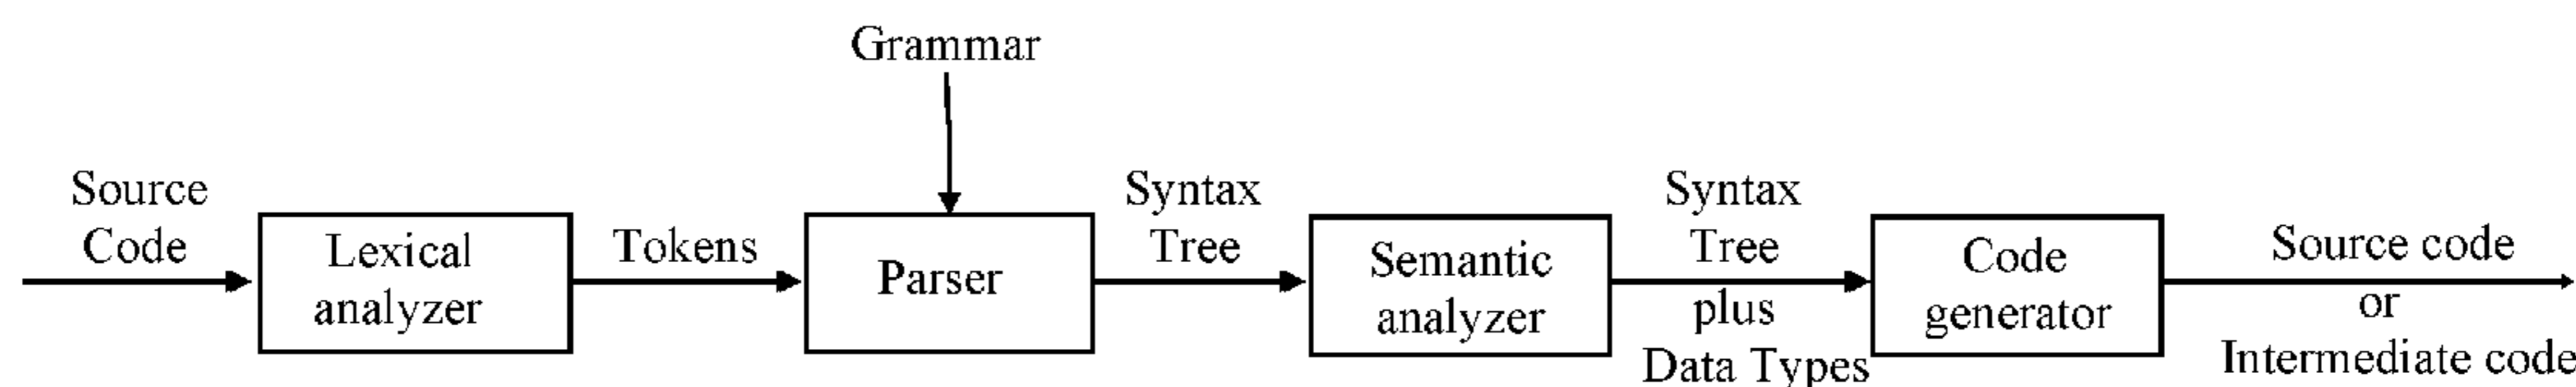 Grammar
Source
Code
Lexical
analyzer
Tokens
Parser
Syntax
Tree
Semantic
analyzer
Syntax
Tree
plus
Data Types
Code
generator
Source code
or
Intermediate code